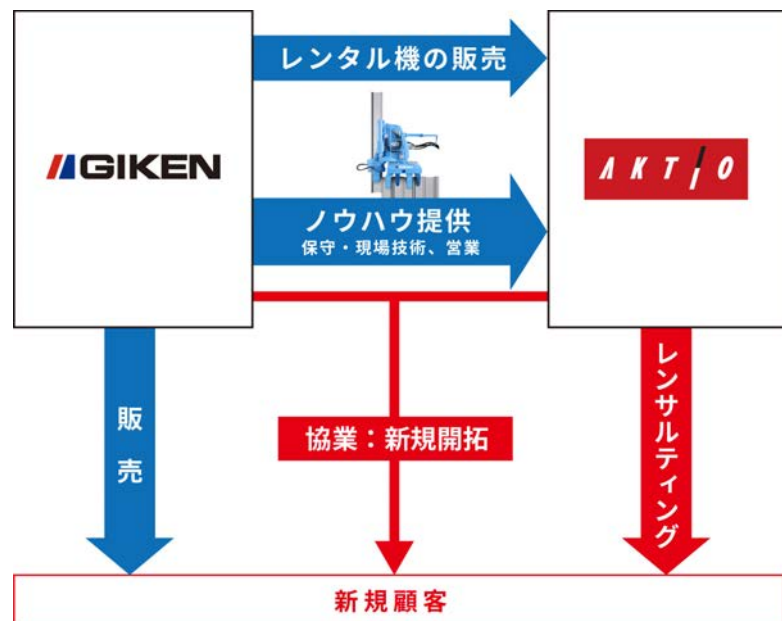 レンタル機の販売
GIKEN
AKTIO
ノウハウ提供
保守・現場技術、営業
販売
協業：新規開拓
レンサルティング
新規顧客